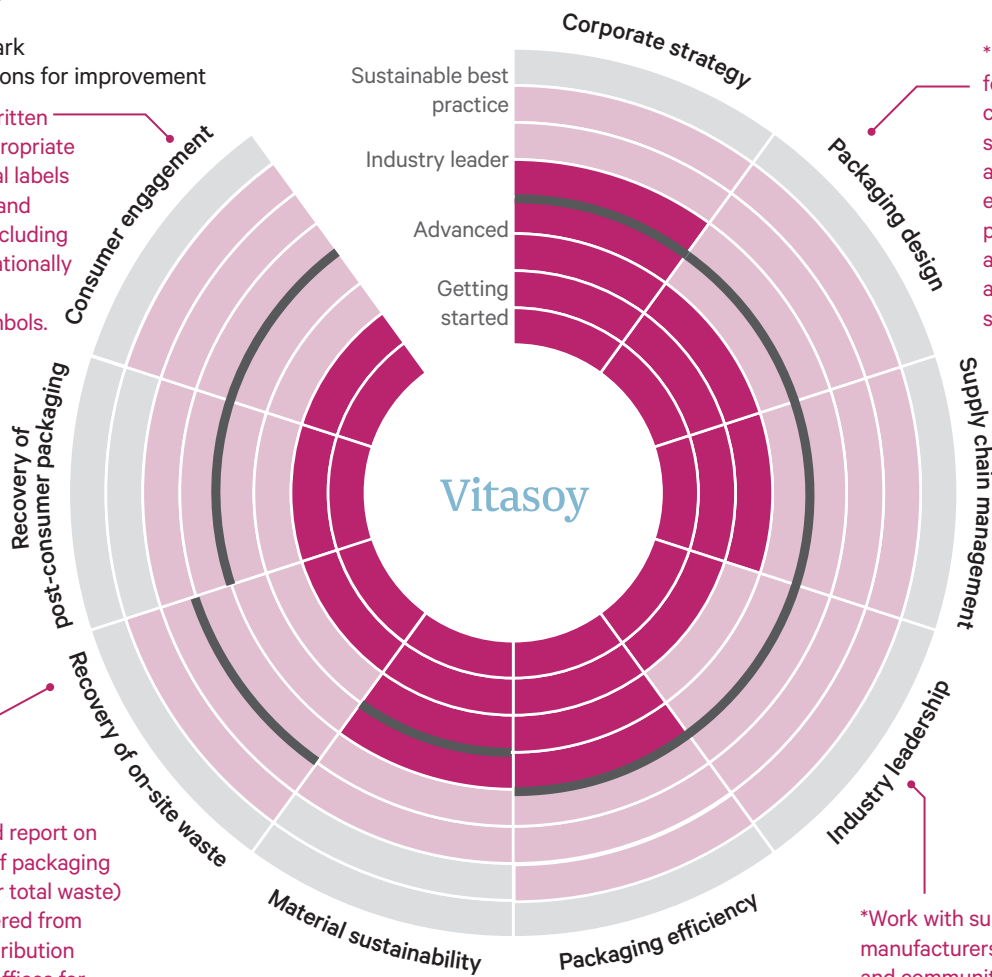 ark
ons for improvement
ritten
ropriate
al labels
and
cluding
ationally
mbols.
Consumer engagement
Sustainable best
practice
Industry leader
Advanced
Getting
started
Corporate strategy
Packaging design
Supply chain management
Industry leadership
Packaging efficiency
Material sustainability
Recovery of on-site waste
Recovery of
post-consumer packaging
Vitasoy
d report on
f packaging
r total waste)
ered from
ribution
*Work with su
manufacturers